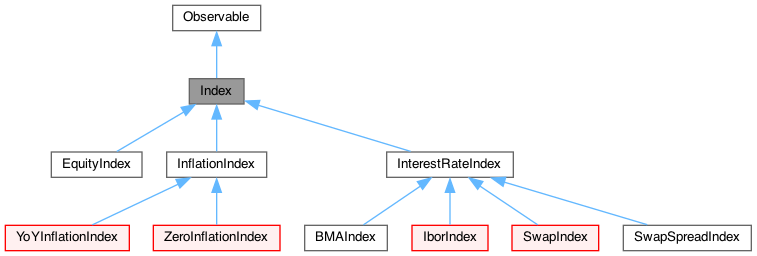 Observable
Index
EquityIndex
InflationIndex
InterestRateIndex
YoYInflationIndex
ZeroInflationIndex
BMAIndex
IborIndex
SwapIndex
SwapSpreadIndex